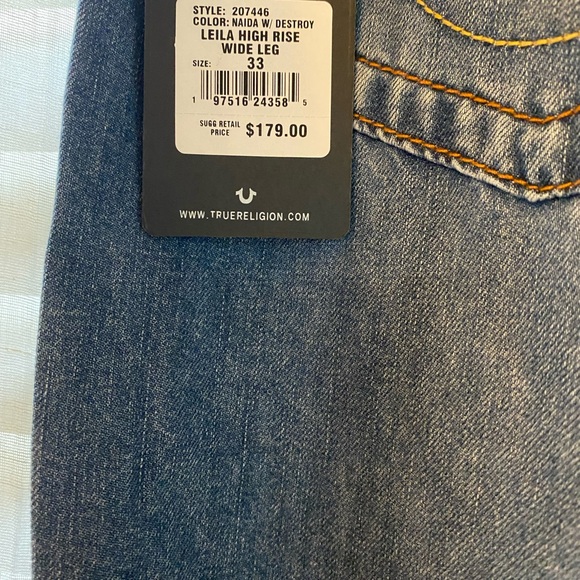 STYLE: 207446
COLOR: NAIDA W/ DESTROY
LEILA HIGH RISE
WIDE LEG
SIZE: 33
1 97516 24358 5
SUGG RETAIL
PRICE $179.00
WWW.TRUERELIGION.COM